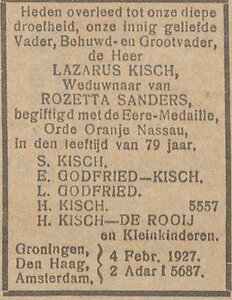 Heden overleed tot onze diepe
droefheid, onze innig geliefde
Vader, Behuwd- en Grootvader,
de Heer
LAZARUS KISCH,
Weduwnaar van
ROZETTA SANDERS,
begiftigd met de Eere-Medaille,
Orde Oranje Nassau,
in den leeftijd van 79 jaar.
S. KISCH.
E. GODFRIED—KISCH.
L. GODFRIED.
H. KISCH. 5557
H. KISCH—DE ROOIJ
en Kleinkinderen.
Groningen, 4 Febr. 1927.
Den Haag,
Amsterdam. 2 Adar I 5687.